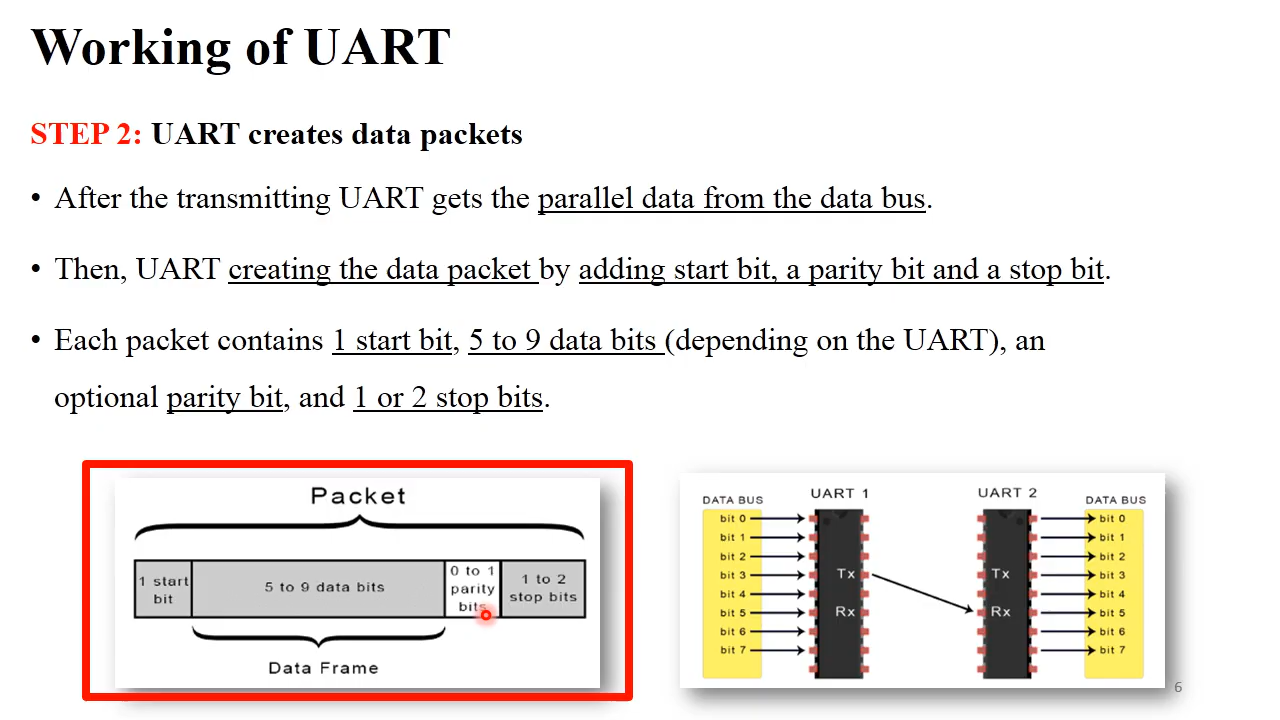 Working of UART
STEP 2: UART creates data packets
• After the transmitting UART gets the parallel data from the data bus.
• Then, UART creating the data packet by adding start bit, a parity bit and a stop bit.
• Each packet contains 1 start bit, 5 to 9 data bits (depending on the UART), an
optional parity bit, and 1 or 2 stop bits.
Packet
1 start
bit
5 to 9 data bits
0 to 1
parity
bits
1 to 2
stop bits
Data Frame
DATA BUS
bit 0
bit 1
bit 2
bit 3
bit 4
bit 5
bit 6
bit 7
UART 1
Tx
Rx
UART 2
Tx
Rx
DATA BUS
bit 0
bit 1
bit 2
bit 3
bit 4
bit 5
bit 6
bit 7
6